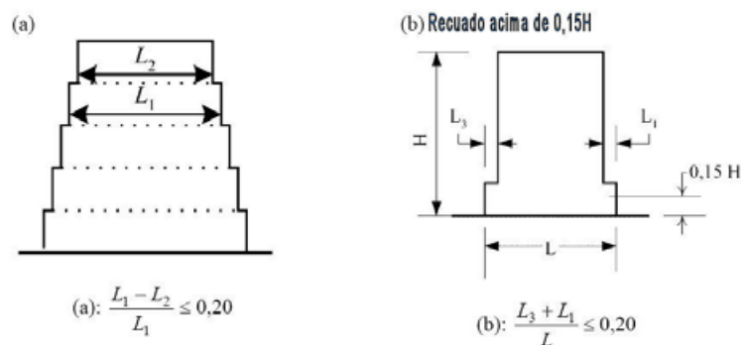 (a)
L₂
L₁
(a): (L₁ − L₂)/L₁ ≤ 0,20
(b) Recuado acima de 0,15H
H
L₃
L₁
0,15 H
L
(b): (L₃ + L₁)/L ≤ 0,20